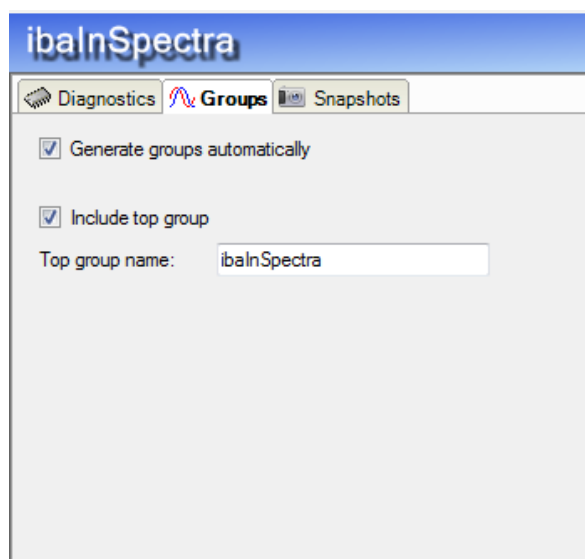 ibaInSpectra
Diagnostics Groups Snapshots
Generate groups automatically
Include top group
Top group name: ibaInSpectra